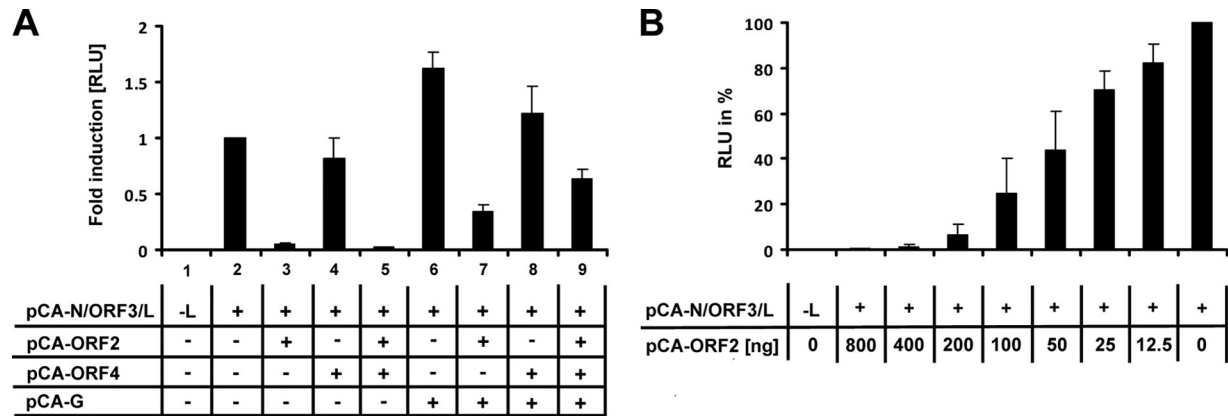 A
Fold induction [RLU]
2
1.5
1
0.5
0
1 2 3 4 5 6 7 8 9
pCA-N/ORF3/L -L + + + + + + + +
pCA-ORF2 - - + - + - + - +
pCA-ORF4 - - - + + - - + +
pCA-G - - - - - + + + +
B
RLU in %
100
80
60
40
20
0
pCA-N/ORF3/L -L + + + + + + + +
pCA-ORF2 [ng] 0 800 400 200 100 50 25 12.5 0